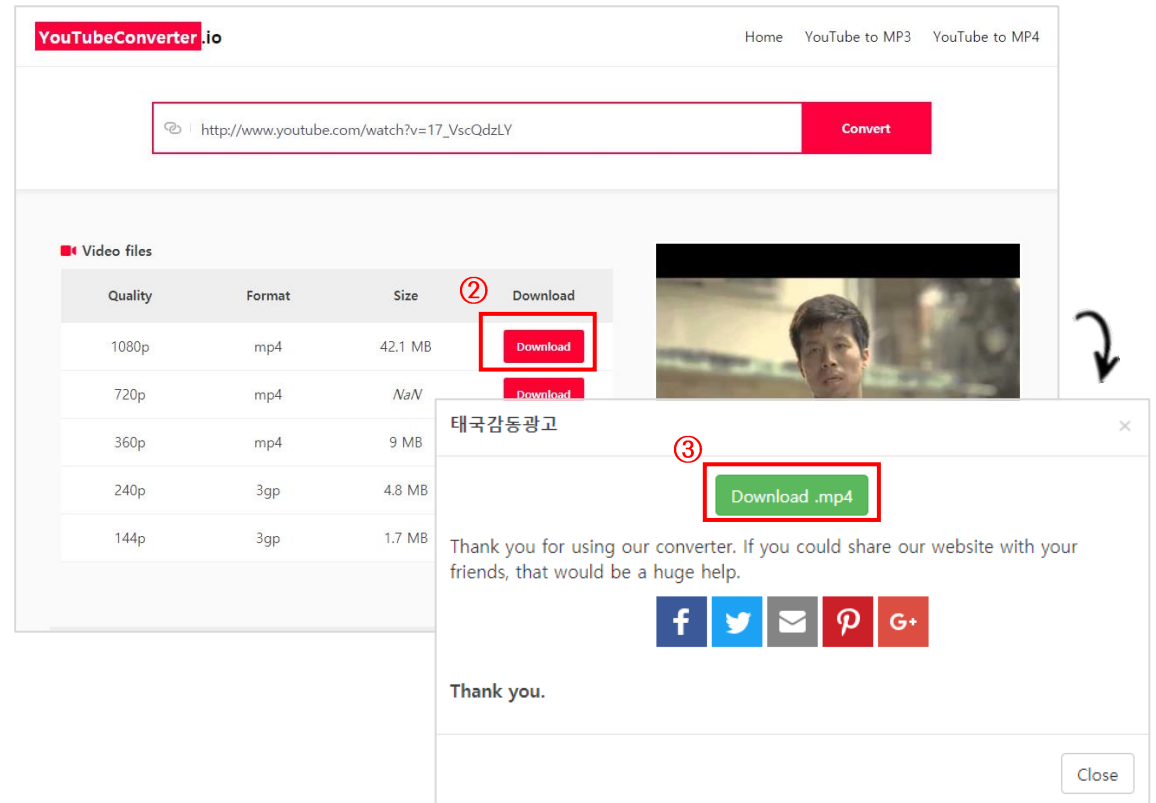 YouTubeConverter.io
Home YouTube to MP3 YouTube to MP4
http://www.youtube.com/watch?v=17_VscQdzLY Convert
Video files
Quality Format Size ② Download
1080p mp4 42.1 MB Download
720p mp4 NaN Download
360p mp4 9 MB
240p 3gp 4.8 MB
144p 3gp 1.7 MB
태국감동광고 ×
③
Download .mp4
Thank you for using our converter. If you could share our website with your
friends, that would be a huge help.
f G+
Thank you.
Close